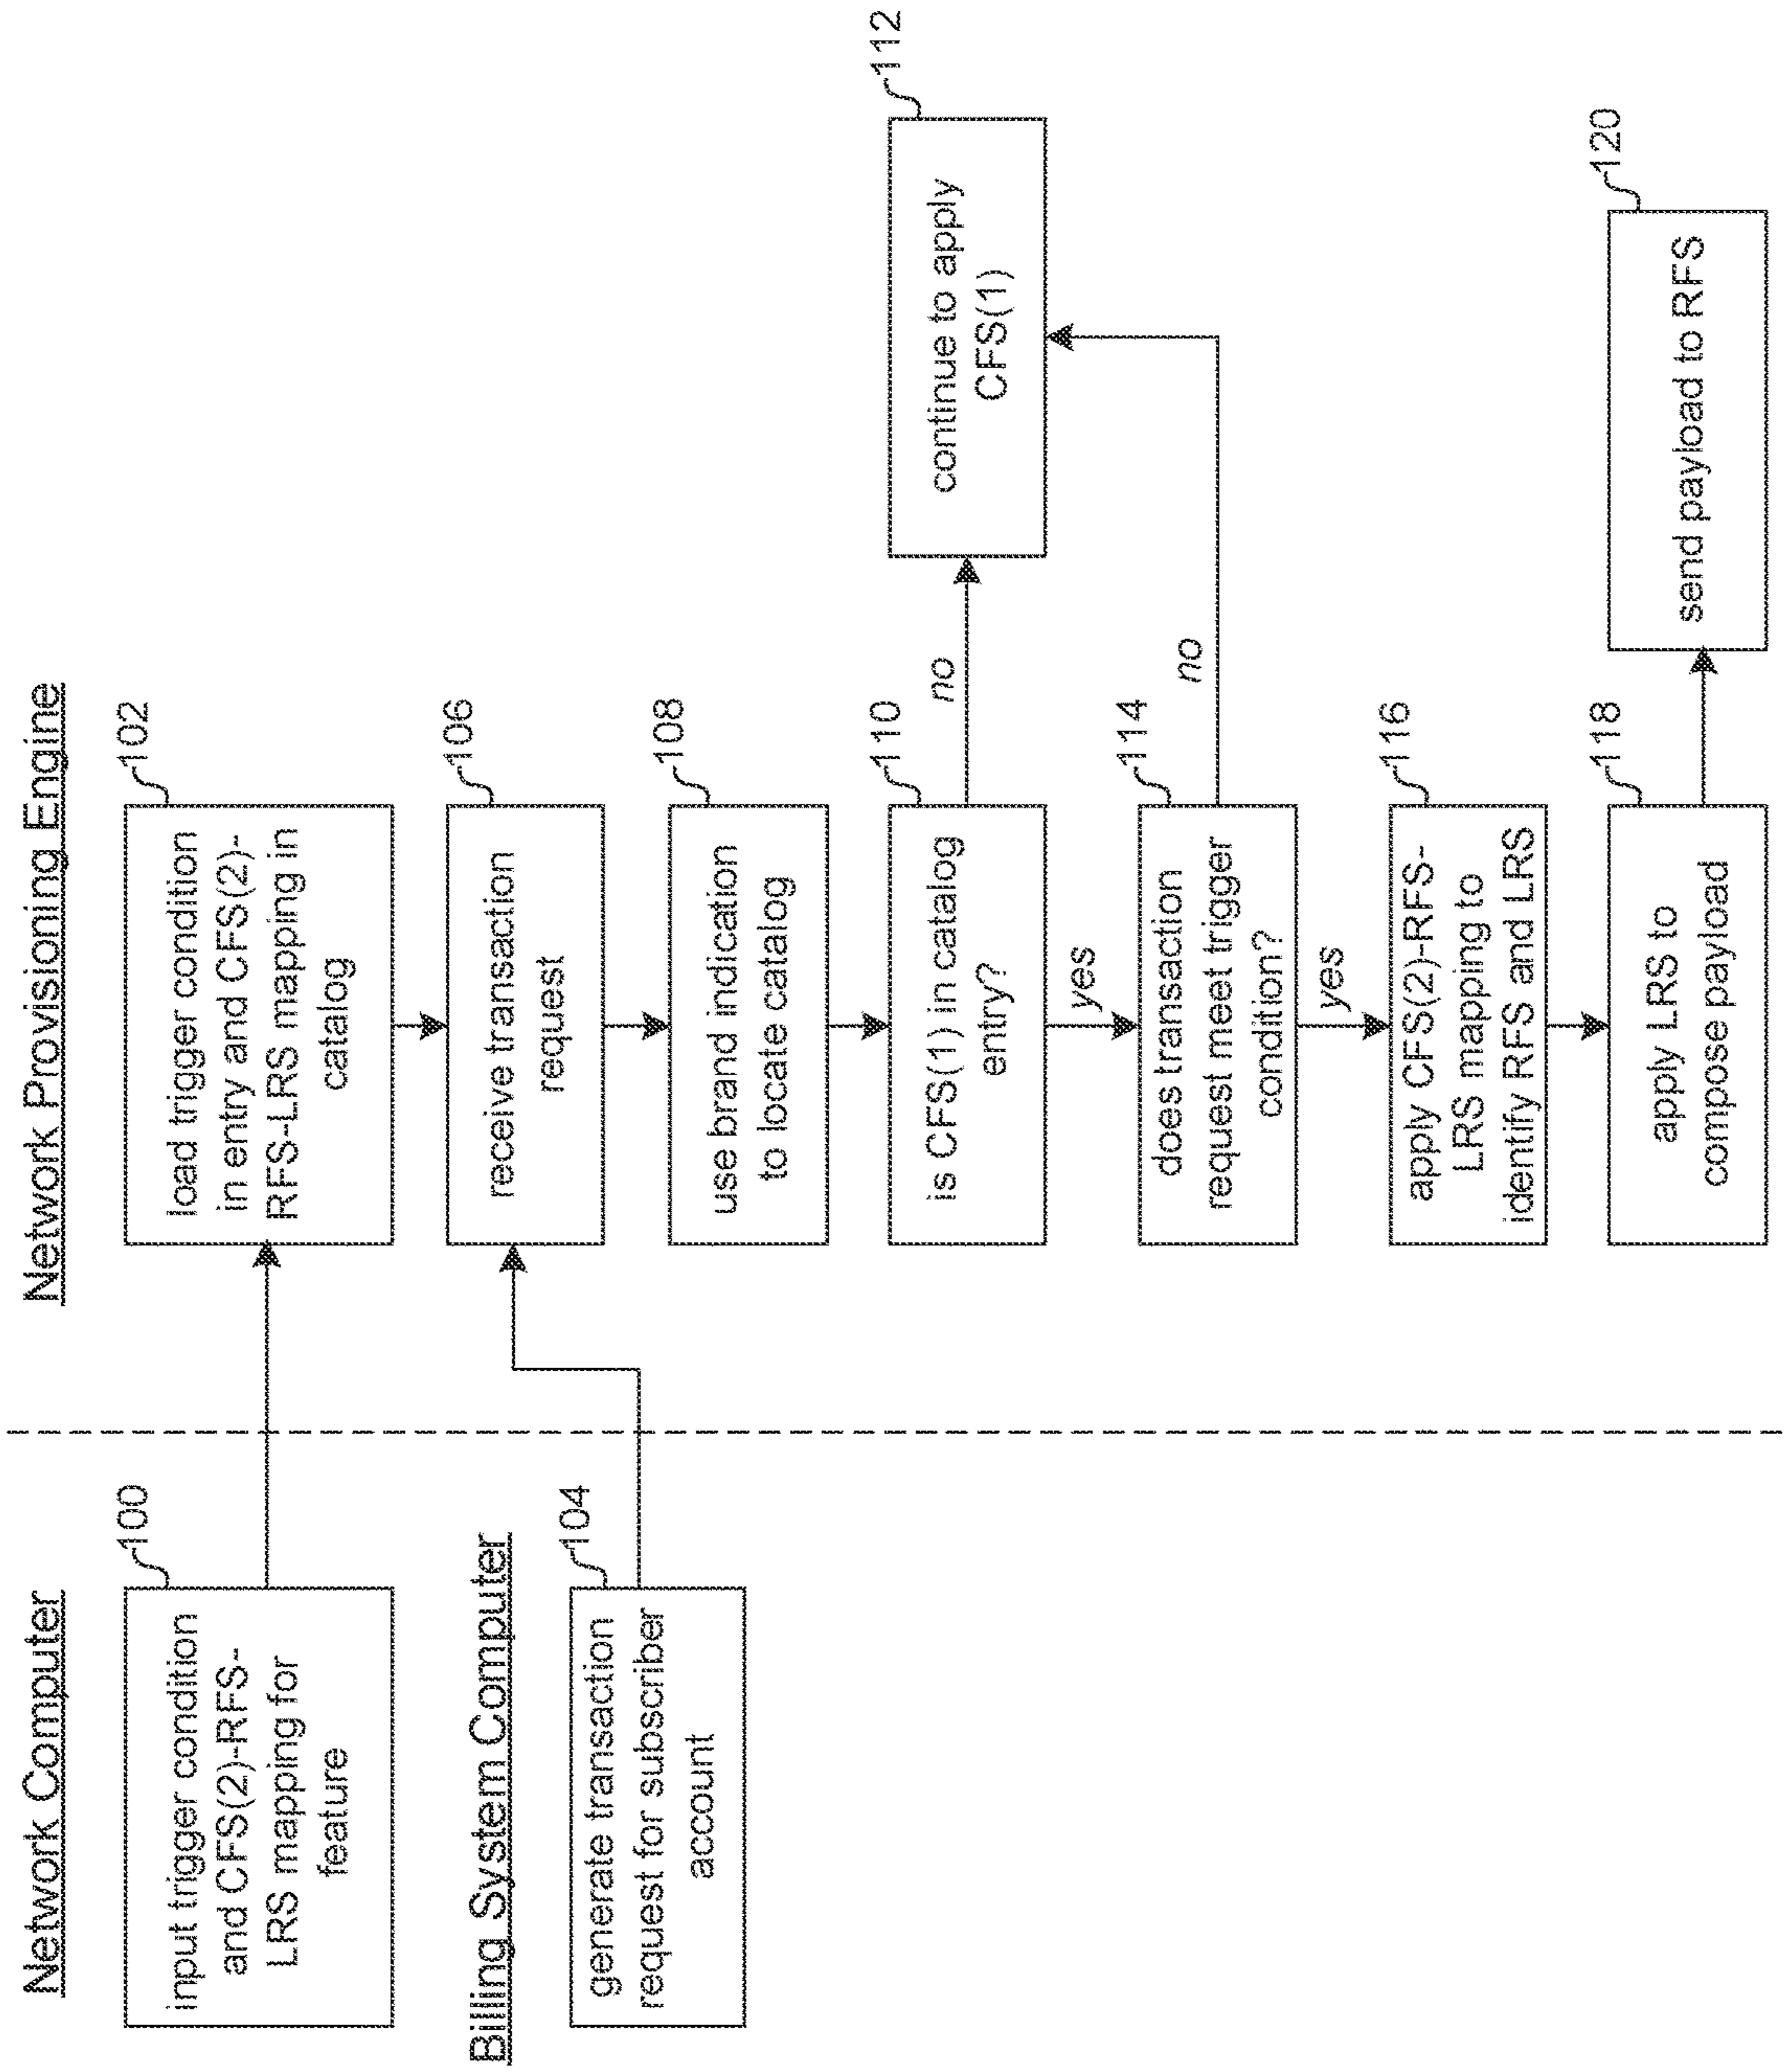 Network Computer
100
input trigger condition
and CFS(2)-RFS-
LRS mapping for
feature
Billing System Computer
104
generate transaction
request for subscriber
account
Network Provisioning Engine
102
load trigger condition
in entry and CFS(2)-
RFS-LRS mapping in
catalog
106
receive transaction
request
108
use brand indication
to locate catalog
110
is CFS(1) in catalog
entry?
no
112
continue to apply
CFS(1)
yes
114
does transaction
request meet trigger
condition?
no
yes
116
apply CFS(2)-RFS-
LRS mapping to
identify RFS and LRS
118
apply LRS to
compose payload
120
send payload to RFS